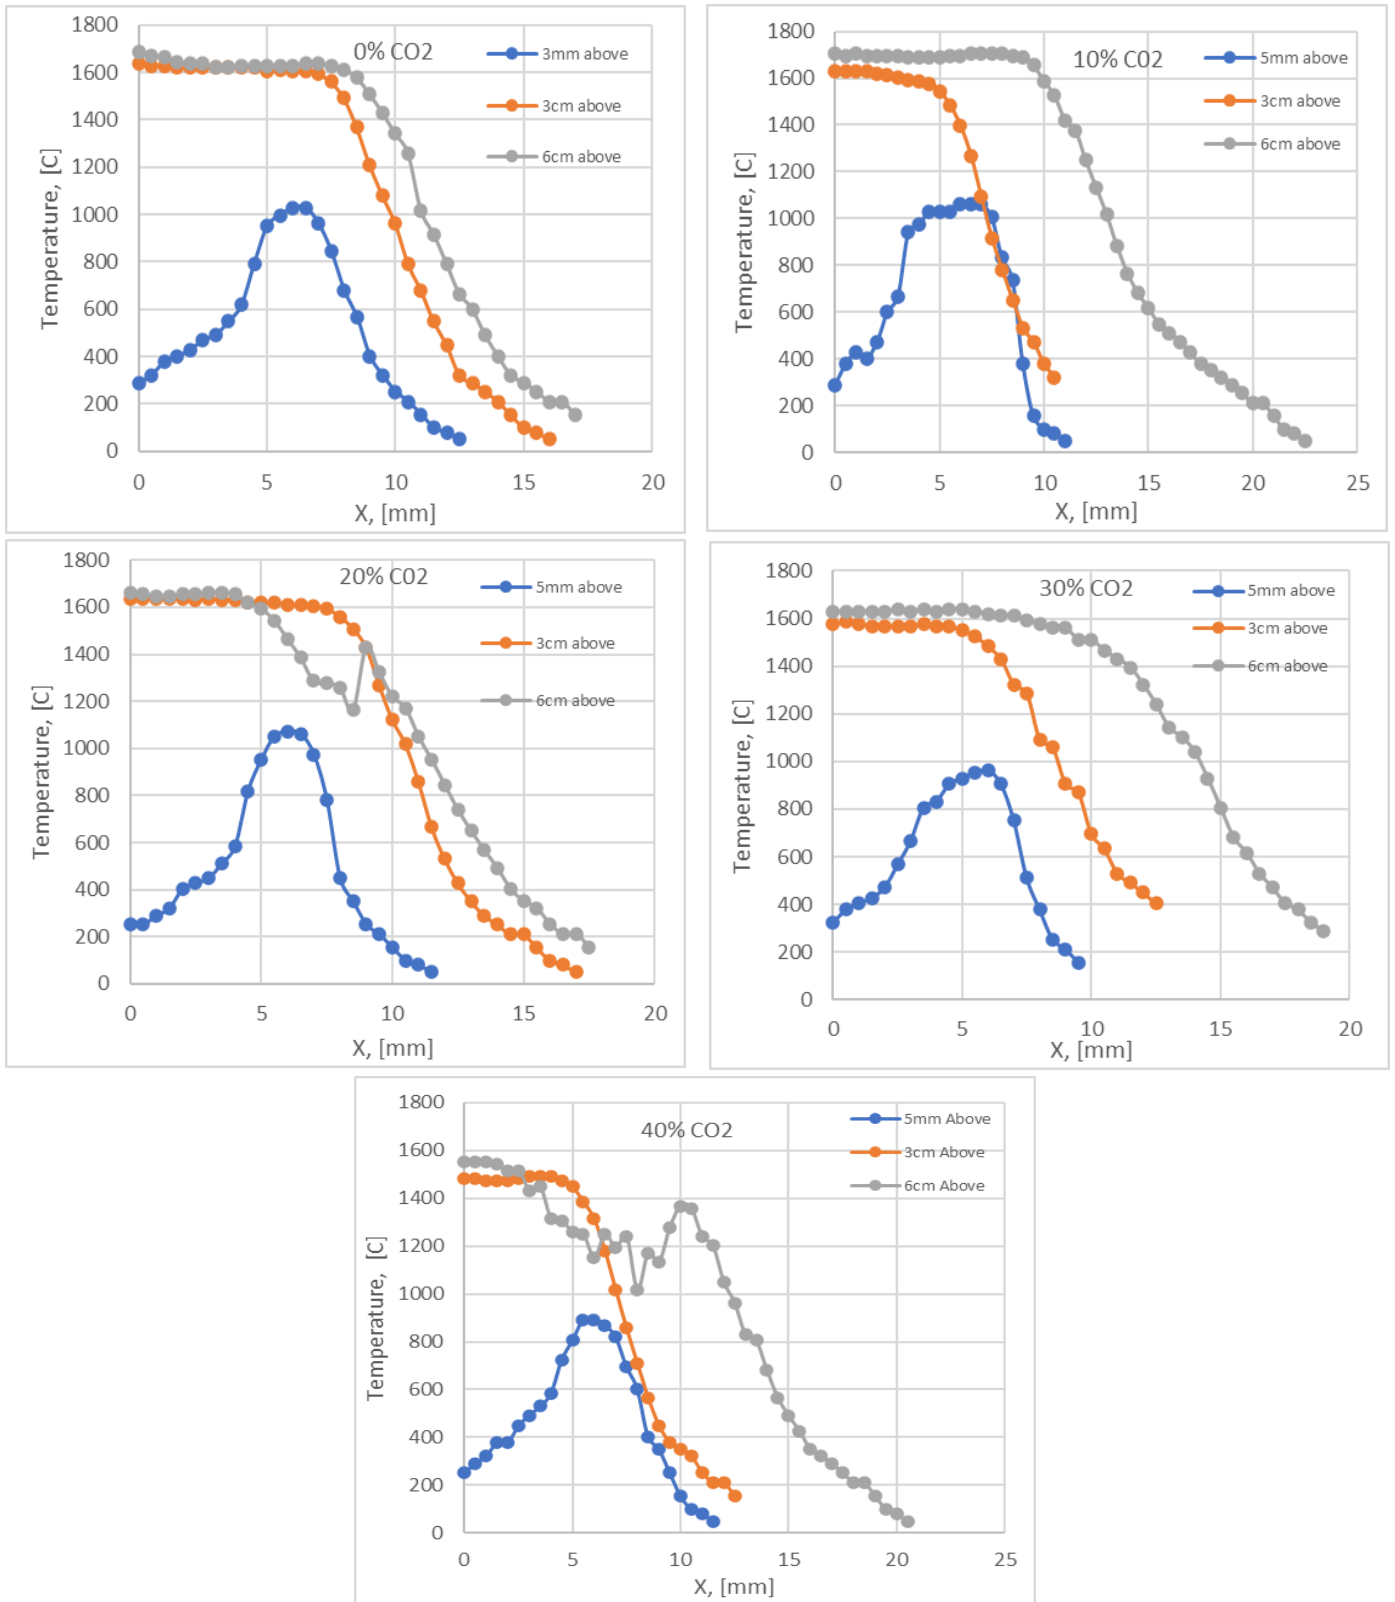 0% CO2
3mm above
3cm above
6cm above
Temperature, [C]
1800
1600
1400
1200
1000
800
600
400
200
0
0 5 10 15 20
X, [mm]
10% C02
5mm above
3cm above
6cm above
Temperature, [C]
1800
1600
1400
1200
1000
800
600
400
200
0
0 5 10 15 20 25
X, [mm]
20% C02
5mm above
3cm above
6cm above
Temperature, [C]
1800
1600
1400
1200
1000
800
600
400
200
0
0 5 10 15 20
X, [mm]
30% CO2
5mm above
3cm above
6cm above
Temperature, [C]
1800
1600
1400
1200
1000
800
600
400
200
0
0 5 10 15 20
X, [mm]
40% CO2
5mm Above
3cm Above
6cm Above
Temperature, [C]
1800
1600
1400
1200
1000
800
600
400
200
0
0 5 10 15 20 25
X, [mm]